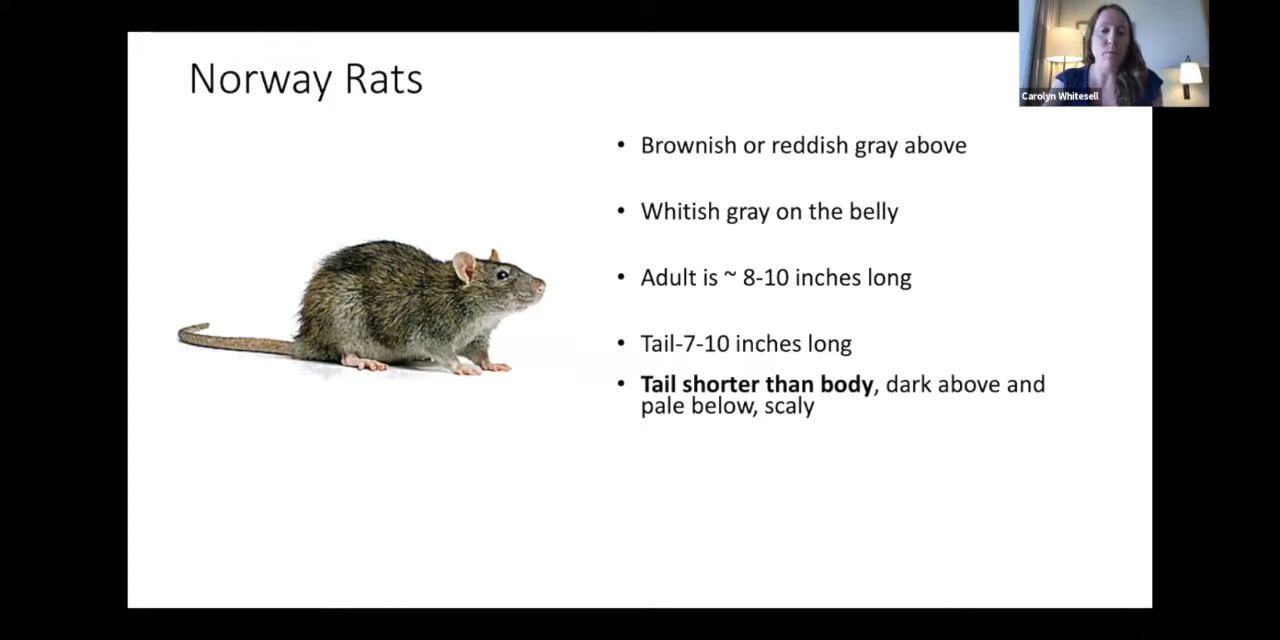 Norway Rats
Carolyn Whitesell
• Brownish or reddish gray above
• Whitish gray on the belly
• Adult is ~ 8-10 inches long
• Tail-7-10 inches long
• Tail shorter than body, dark above and
pale below, scaly